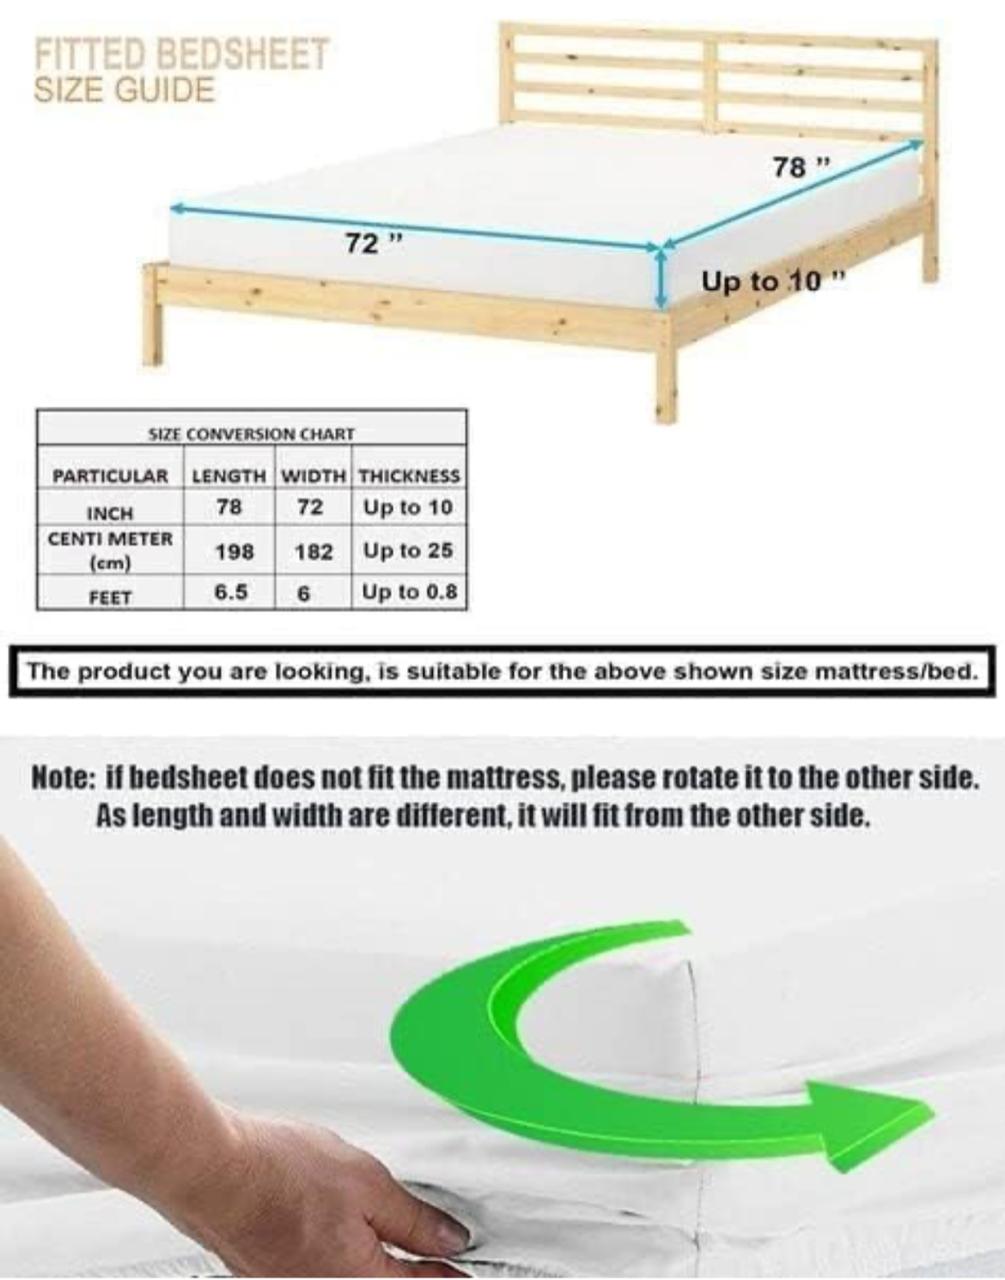 FITTED BEDSHEET
SIZE GUIDE
78 ”
72 ”
Up to 10 ”
SIZE CONVERSION CHART
PARTICULAR LENGTH WIDTH THICKNESS
INCH 78 72 Up to 10
CENTI METER
(cm) 198 182 Up to 25
FEET 6.5 6 Up to 0.8
The product you are looking, is suitable for the above shown size mattress/bed.
Note: if bedsheet does not fit the mattress, please rotate it to the other side.
As length and width are different, it will fit from the other side.